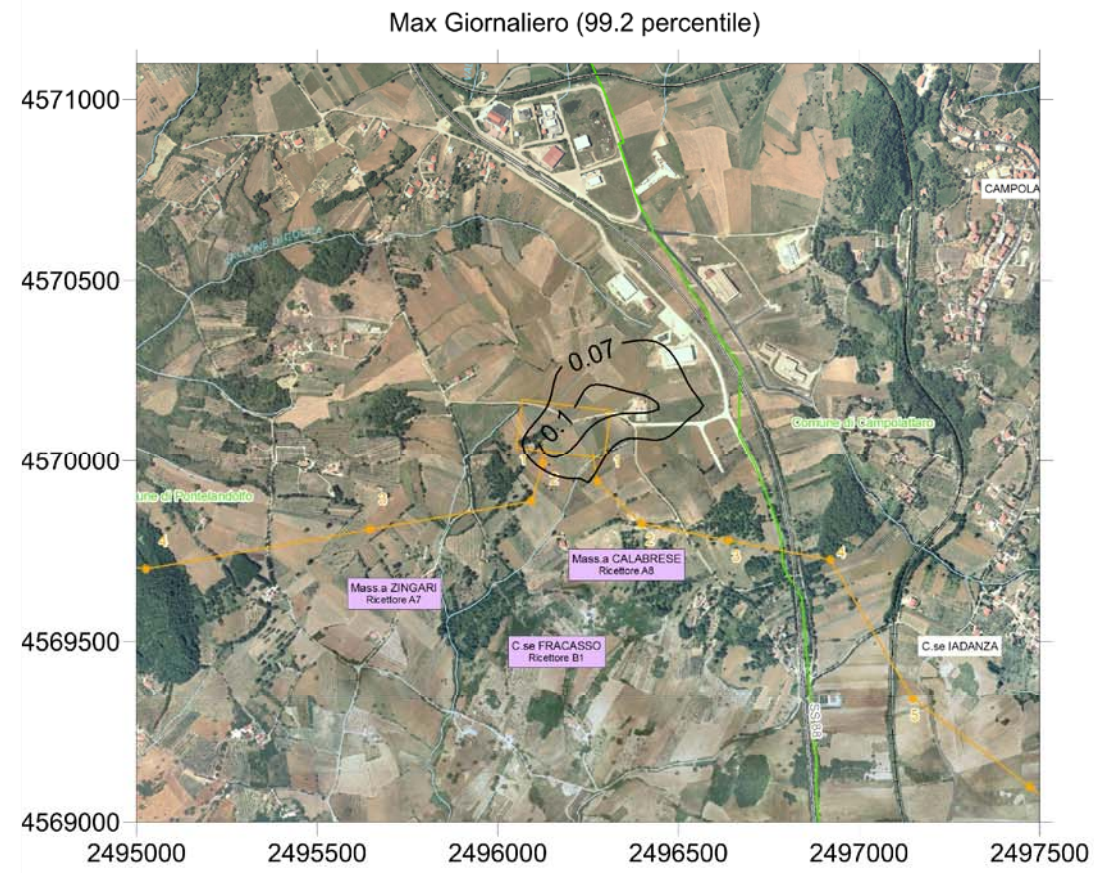 Max Giornaliero (99.2 percentile)
4571000
CAMPOLA
4570500
0.07
0.1
Comune di Campolattaro
4570000
1
1
2
une di Pontelandolfo
3
4
2
3
4
Mass.a CALABRESE
Ricettore A8
Mass.a ZINGARI
Ricettore A7
4569500
C.se FRACASSO
Ricettore B1
C.se IADANZA
5
SS 88
4569000
2495000
2495500
2496000
2496500
2497000
2497500